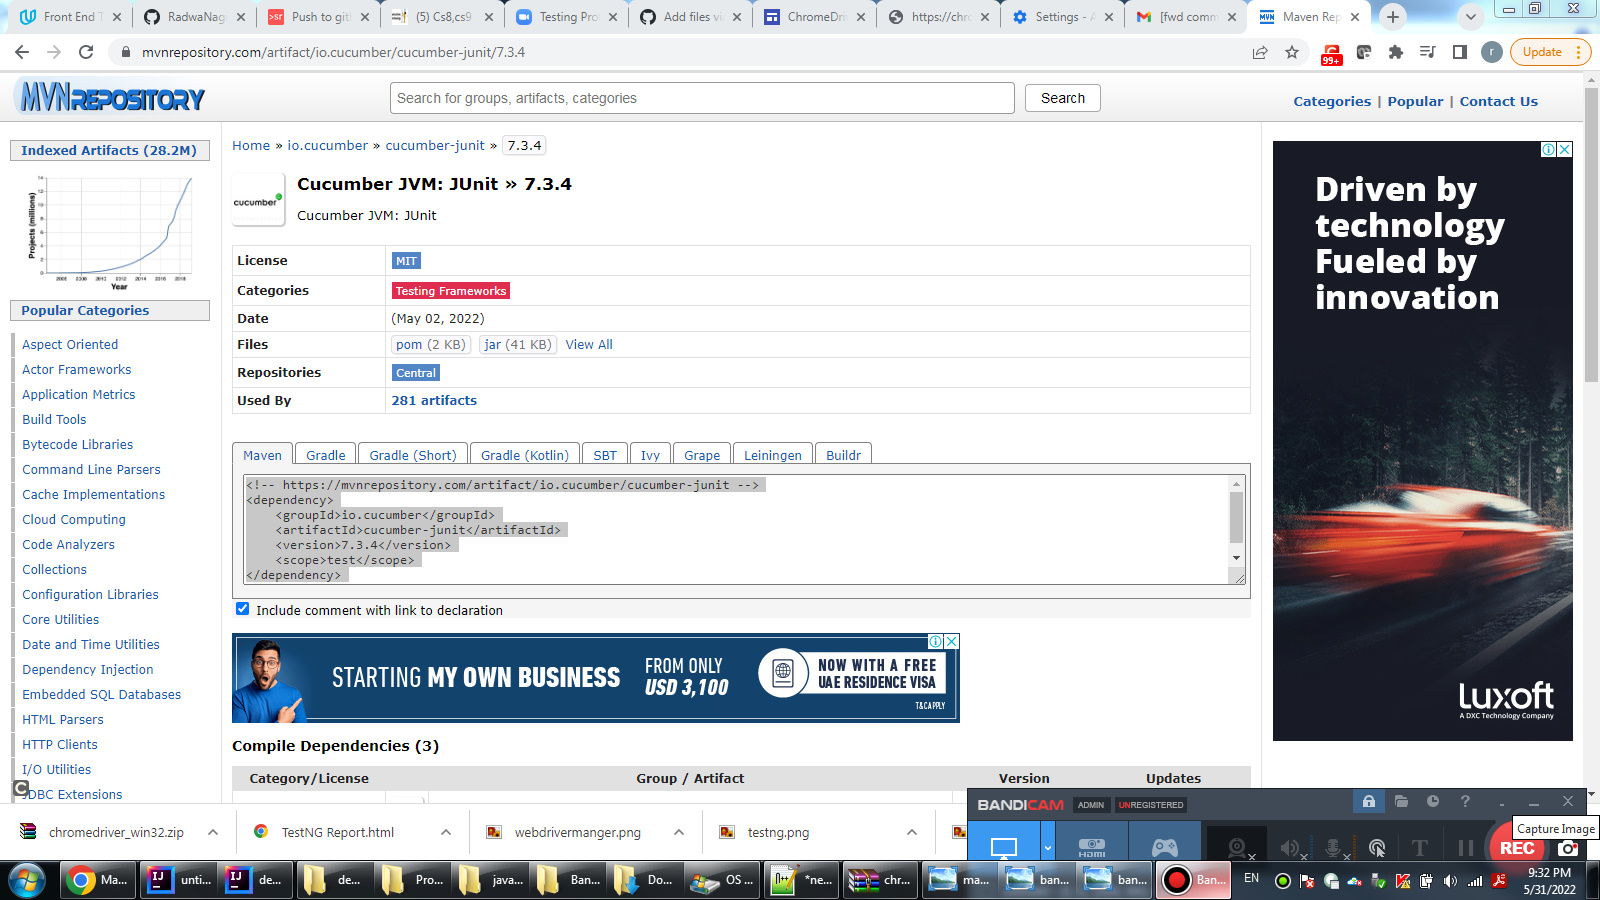 Front End T
RadwaNag
Push to git
(5) Cs8,cs9
Testing Pro
Add files vi
ChromeDri
https://chr
Settings - A
[fwd comm
Maven Rep
mvnrepository.com/artifact/io.cucumber/cucumber-junit/7.3.4
99+
r
Update
MVNREPOSITORY
Search for groups, artifacts, categories
Search
Categories | Popular | Contact Us
Indexed Artifacts (28.2M)
Projects (millions)
Year
Popular Categories
Aspect Oriented
Actor Frameworks
Application Metrics
Build Tools
Bytecode Libraries
Command Line Parsers
Cache Implementations
Cloud Computing
Code Analyzers
Collections
Configuration Libraries
Core Utilities
Date and Time Utilities
Dependency Injection
Embedded SQL Databases
HTML Parsers
HTTP Clients
I/O Utilities
JDBC Extensions
Home » io.cucumber » cucumber-junit » 7.3.4
cucumber
Cucumber JVM: JUnit » 7.3.4
Cucumber JVM: JUnit
License MIT
Categories Testing Frameworks
Date (May 02, 2022)
Files pom (2 KB) jar (41 KB) View All
Repositories Central
Used By 281 artifacts
Maven Gradle Gradle (Short) Gradle (Kotlin) SBT Ivy Grape Leiningen Buildr
<!-- https://mvnrepository.com/artifact/io.cucumber/cucumber-junit -->
<dependency>
<groupId>io.cucumber</groupId>
<artifactId>cucumber-junit</artifactId>
<version>7.3.4</version>
<scope>test</scope>
</dependency>
Include comment with link to declaration
STARTING MY OWN BUSINESS
FROM ONLY
USD 3,100
NOW WITH A FREE
UAE RESIDENCE VISA
T&C APPLY
Compile Dependencies (3)
Category/License Group / Artifact Version Updates
Driven by
technology
Fueled by
innovation
Luxoft
A DXC Technology Company
BANDICAM ADMIN UNREGISTERED
HDMI
REC
Capture Image
chromedriver_win32.zip
TestNG Report.html
webdrivermanger.png
testng.png
Ma...
unti...
de...
de...
Pro...
java...
Ban...
Do...
OS ...
*ne...
chr...
ma...
ban...
ban...
Ban...
EN
9:32 PM
5/31/2022